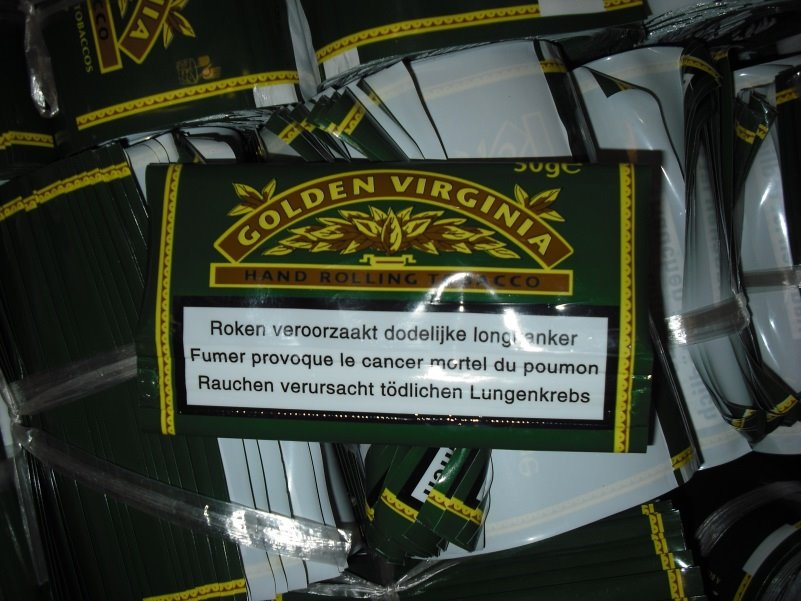 TOBACCOS
50g℮
GOLDEN VIRGINIA
HAND ROLLING TOBACCO
Roken veroorzaakt dodelijke longkanker
Fumer provoque le cancer mortel du poumon
Rauchen verursacht tödlichen Lungenkrebs